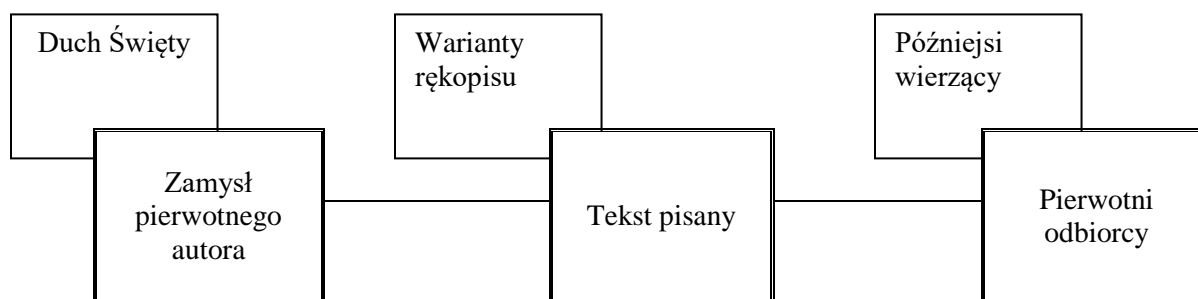 Duch Święty
Warianty
rękopisu
Późniejsi
wierzący
Zamysł
pierwotnego
autora
Tekst pisany
Pierwotni
odbiorcy